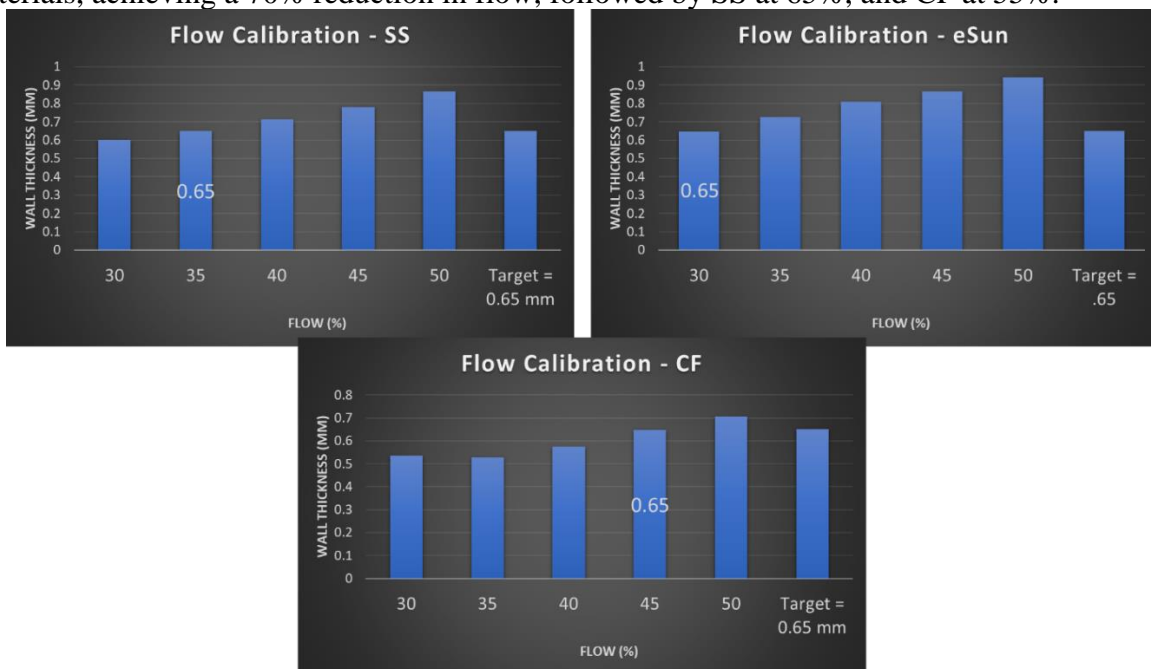 terials, achieving a 70% reduction in flow, followed by SS at 65%, and CF at 55%.
Flow Calibration - SS
WALL THICKNESS (MM)
1
0.9
0.8
0.7
0.6
0.5
0.4
0.3
0.2
0.1
0
0.65
30 35 40 45 50 Target =
0.65 mm
FLOW (%)
Flow Calibration - eSun
WALL THICKNESS (MM)
1
0.9
0.8
0.7
0.6
0.5
0.4
0.3
0.2
0.1
0
0.65
30 35 40 45 50 Target =
.65
FLOW (%)
Flow Calibration - CF
WALL THICKNESS (MM)
0.8
0.7
0.6
0.5
0.4
0.3
0.2
0.1
0
0.65
30 35 40 45 50 Target =
0.65 mm
FLOW (%)